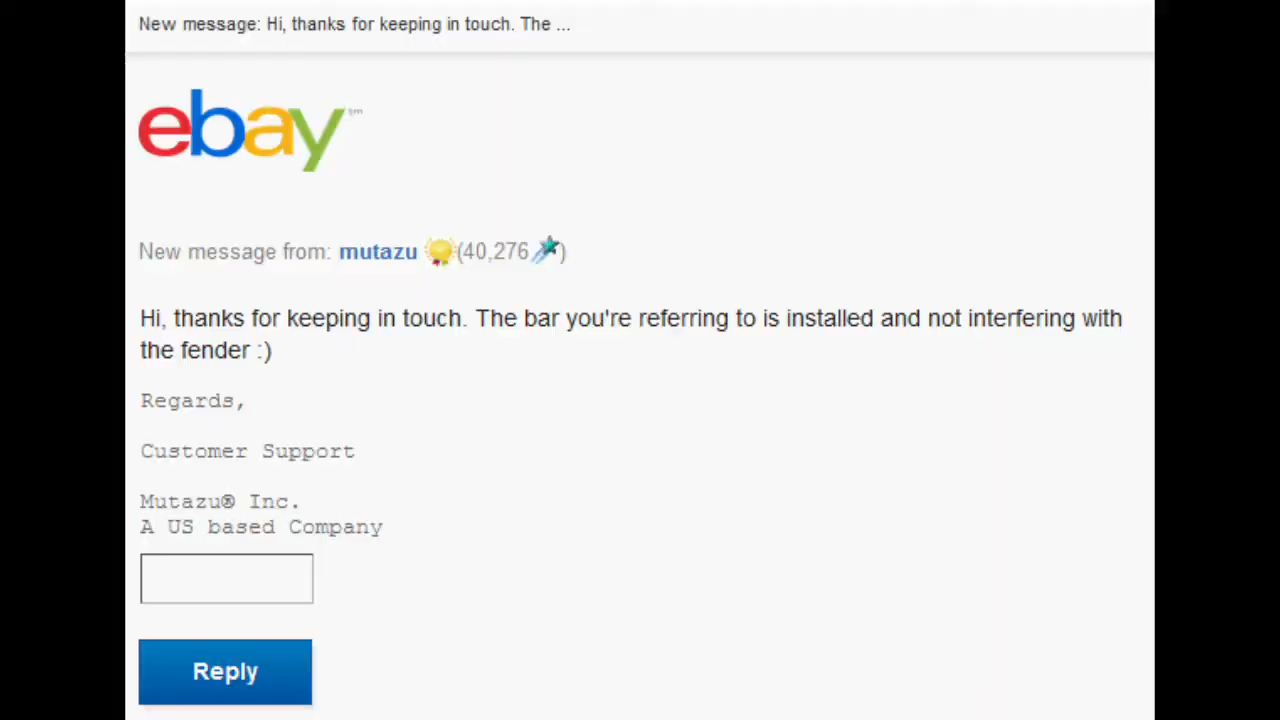 New message: Hi, thanks for keeping in touch. The ...
ebay™
New message from: mutazu (40,276)
Hi, thanks for keeping in touch. The bar you're referring to is installed and not interfering with
the fender :)
Regards,
Customer Support
Mutazu® Inc.
A US based Company
Reply